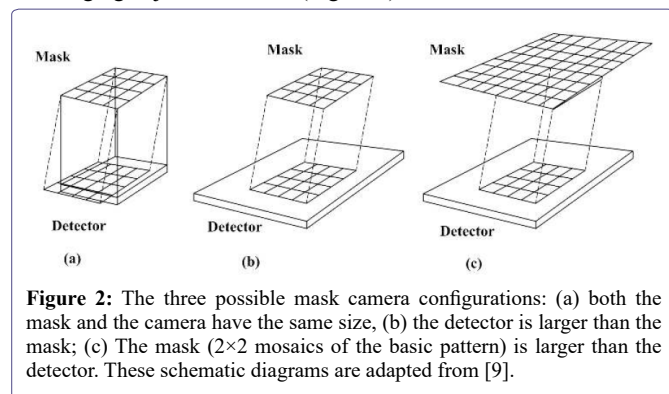 Mask
Mask
Mask
Detector
Detector
Detector
(a)
(b)
(c)
Figure 2: The three possible mask camera configurations: (a) both the
mask and the camera have the same size, (b) the detector is larger than the
mask; (c) The mask (2×2 mosaics of the basic pattern) is larger than the
detector. These schematic diagrams are adapted from [9].